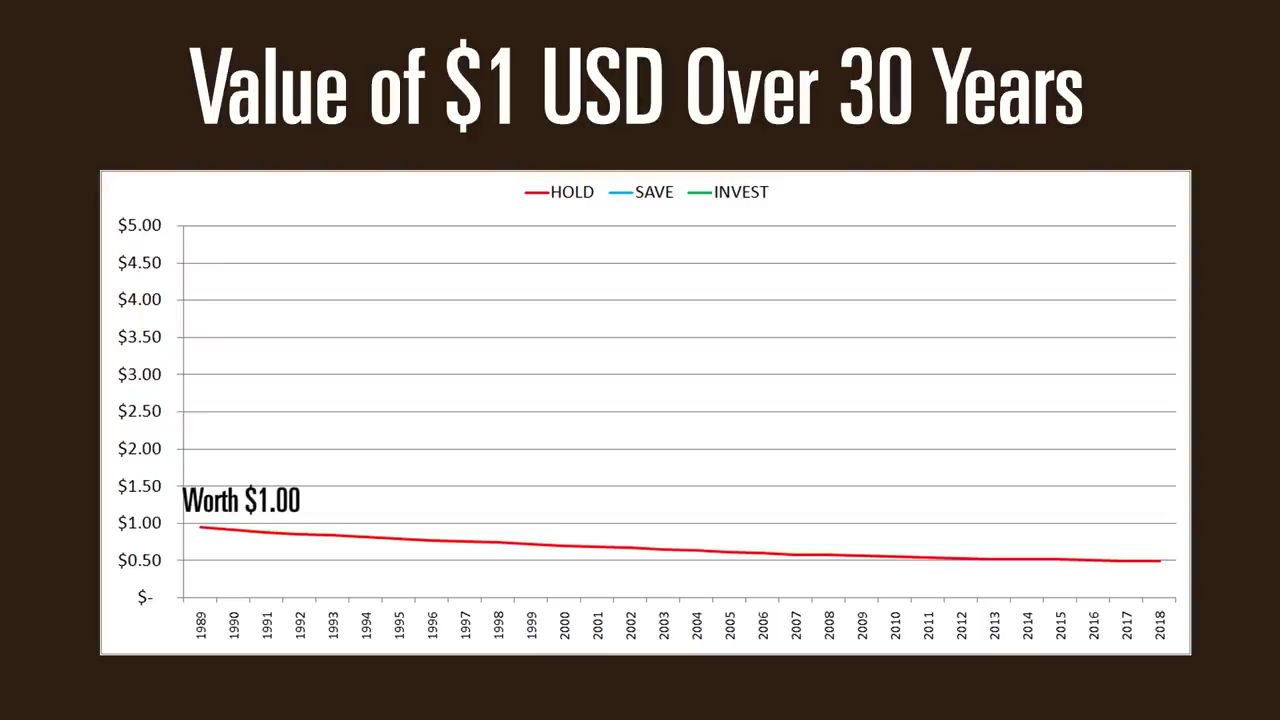 Value of $1 USD Over 30 Years
HOLD SAVE INVEST
$5.00
$4.50
$4.00
$3.50
$3.00
$2.50
$2.00
$1.50
Worth $1.00
$1.00
$0.50
$-
1989 1990 1991 1992 1993 1994 1995 1996 1997 1998 1999 2000 2001 2002 2003 2004 2005 2006 2007 2008 2009 2010 2011 2012 2013 2014 2015 2016 2017 2018